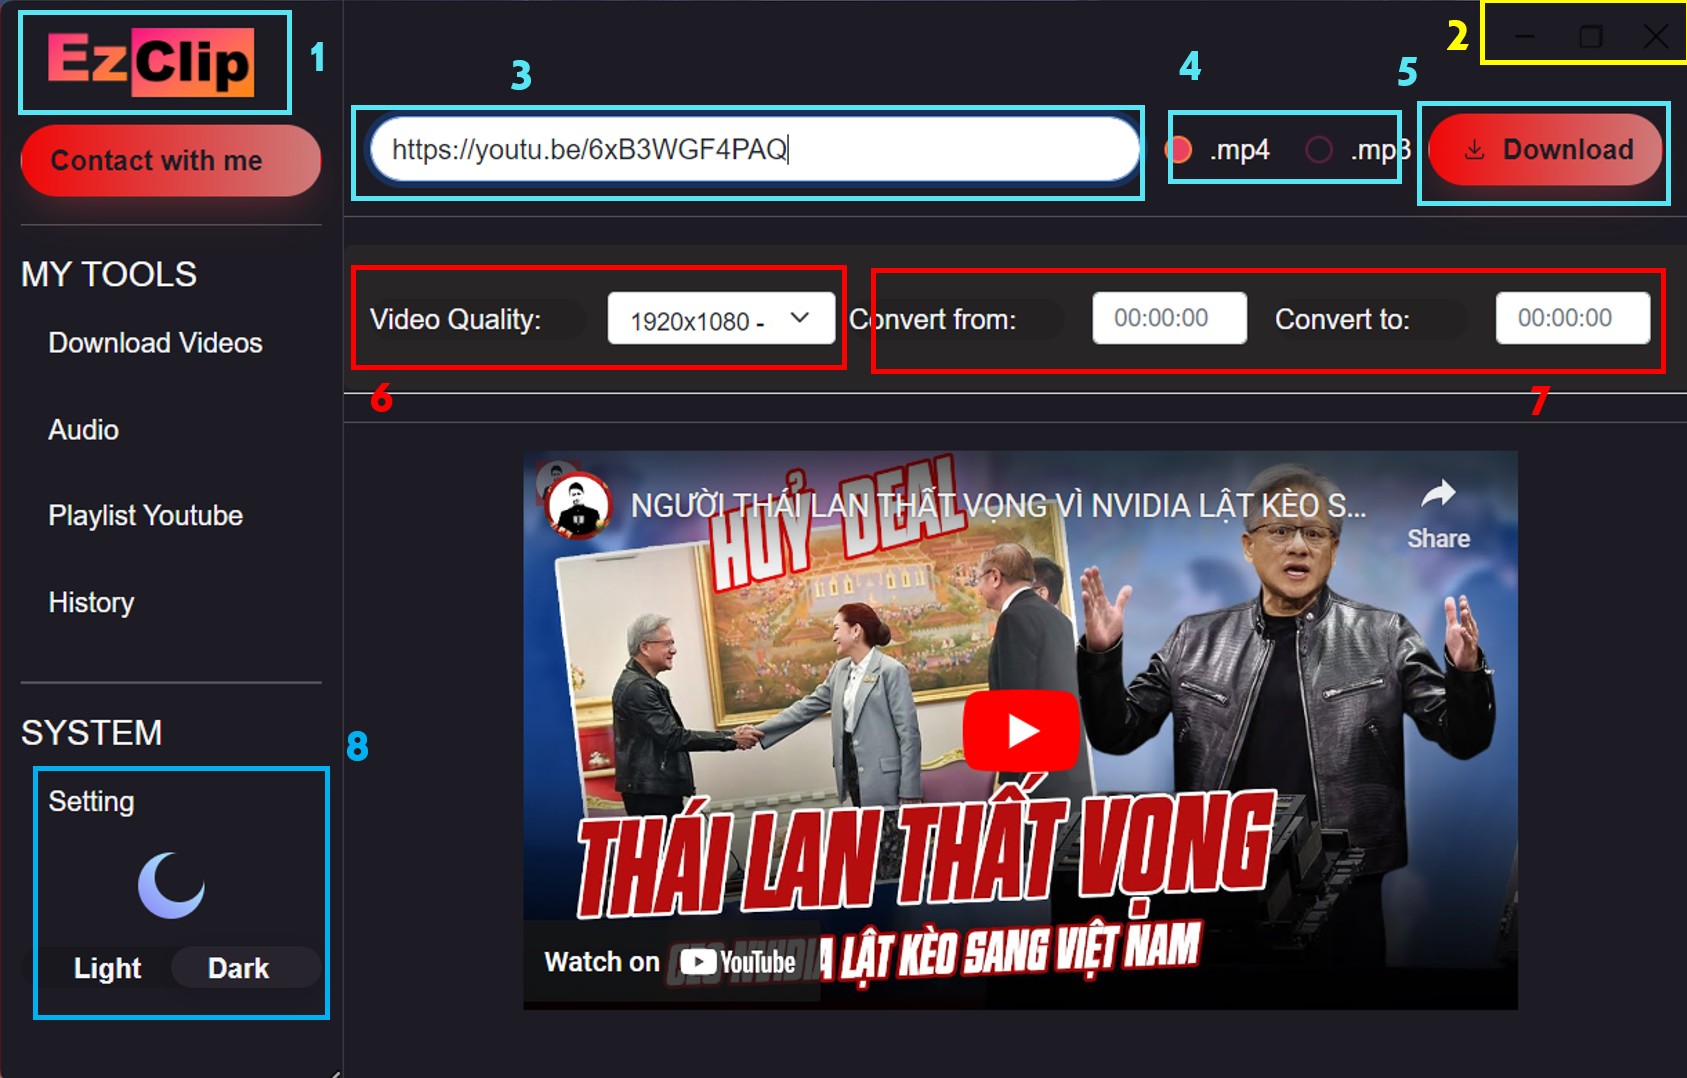 EzClip
1
2
3
4
5
Contact with me
https://youtu.be/6xB3WGF4PAQ
.mp4
.mp3
Download
MY TOOLS
Download Videos
Audio
Playlist Youtube
History
Video Quality:
1920x1080 -
Convert from:
00:00:00
Convert to:
00:00:00
6
7
NGƯỜI THÁI LAN THẤT VỌNG VÌ NVIDIA LẬT KÈO S...
Share
HUỶ DEAL
THÁI LAN THẤT VỌNG
CEO NVIDIA LẬT KÈO SANG VIỆT NAM
Watch on YouTube
SYSTEM
8
Setting
Light
Dark